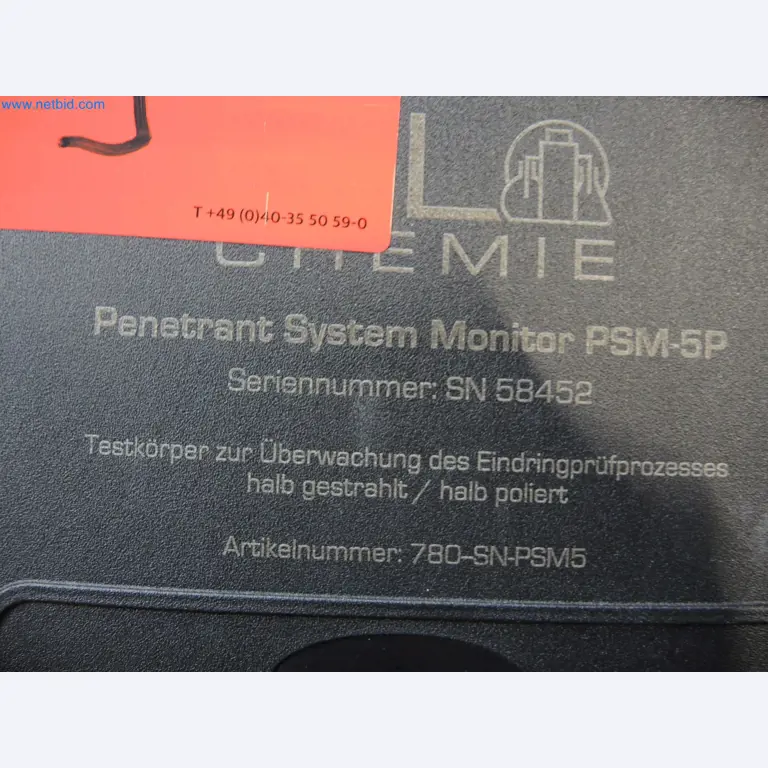 www.netbid.com
T +49 (0)40-35 50 59-0
L
CHEMIE
Penetrant System Monitor PSM-5P
Seriennummer: SN 58452
Testkörper zur Überwachung des Eindringprüfprozesses
halb gestrahlt / halb poliert
Artikelnummer: 780-SN-PSM5